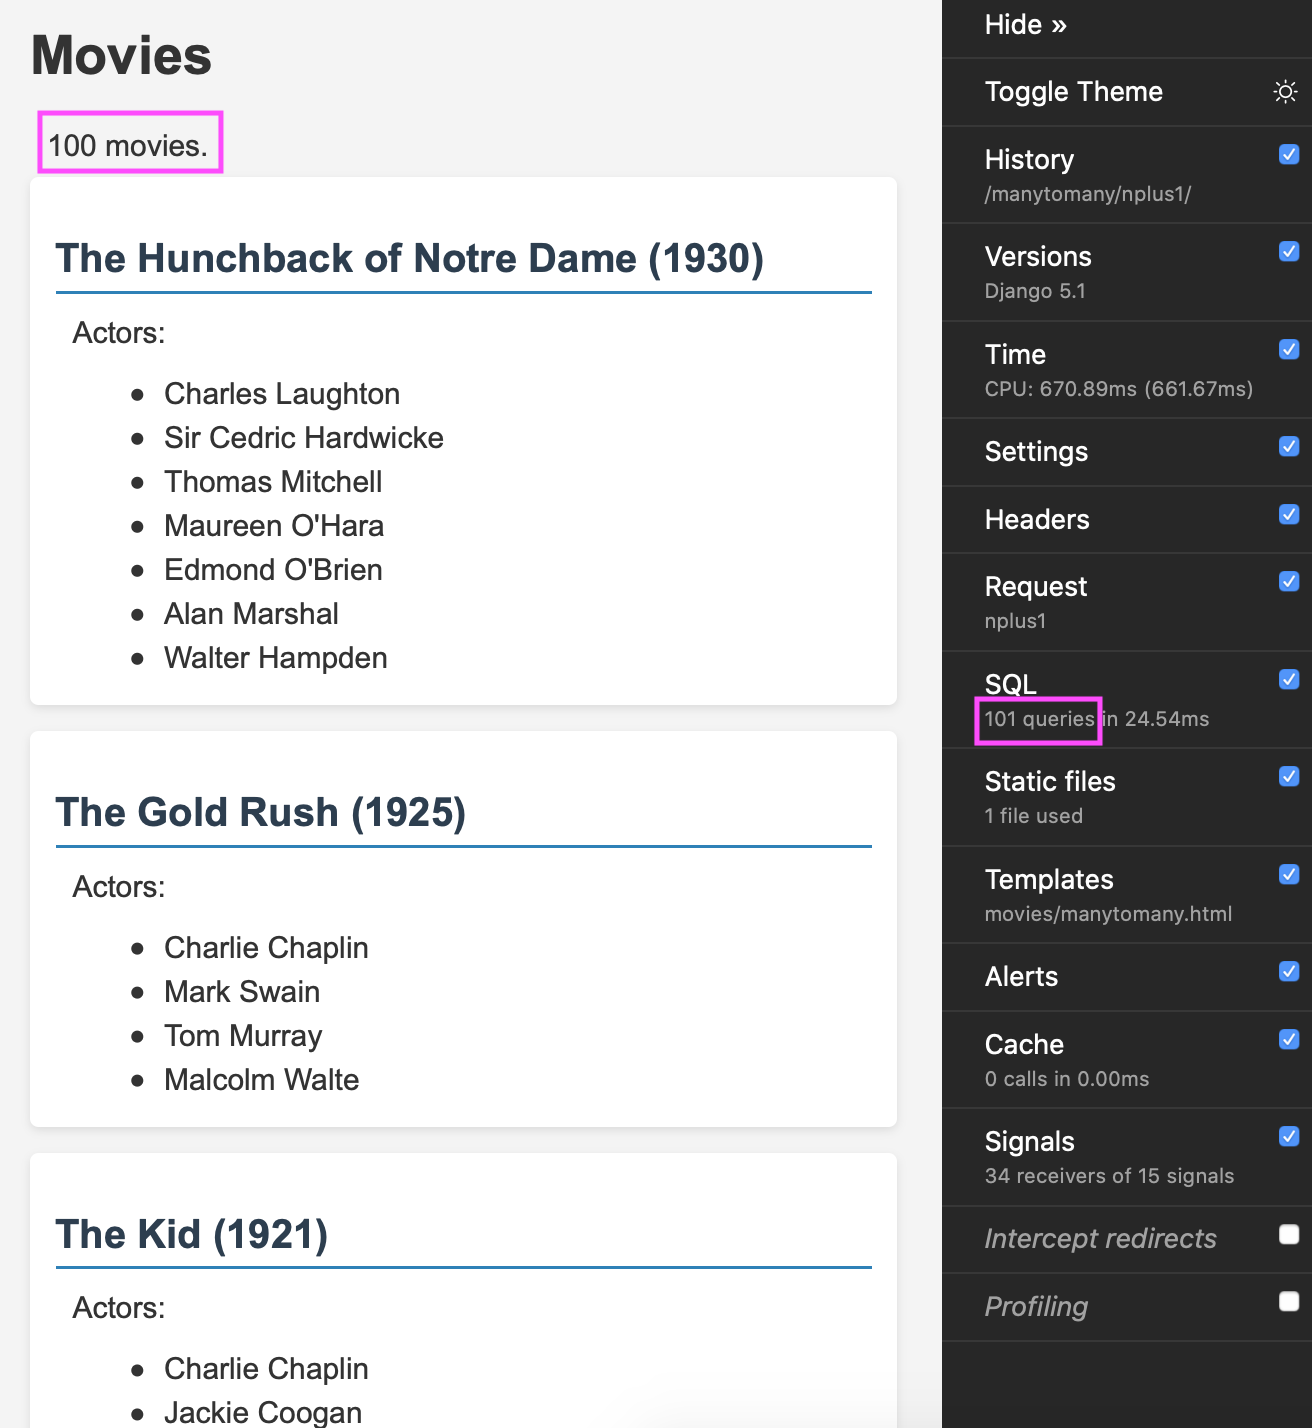 Movies
100 movies.
The Hunchback of Notre Dame (1930)
Actors:
Charles Laughton
Sir Cedric Hardwicke
Thomas Mitchell
Maureen O'Hara
Edmond O'Brien
Alan Marshal
Walter Hampden
The Gold Rush (1925)
Actors:
Charlie Chaplin
Mark Swain
Tom Murray
Malcolm Walte
The Kid (1921)
Actors:
Charlie Chaplin
Jackie Coogan
Hide »
Toggle Theme
History
/manytomany/nplus1/
Versions
Django 5.1
Time
CPU: 670.89ms (661.67ms)
Settings
Headers
Request
nplus1
SQL
101 queries in 24.54ms
Static files
1 file used
Templates
movies/manytomany.html
Alerts
Cache
0 calls in 0.00ms
Signals
34 receivers of 15 signals
Intercept redirects
Profiling